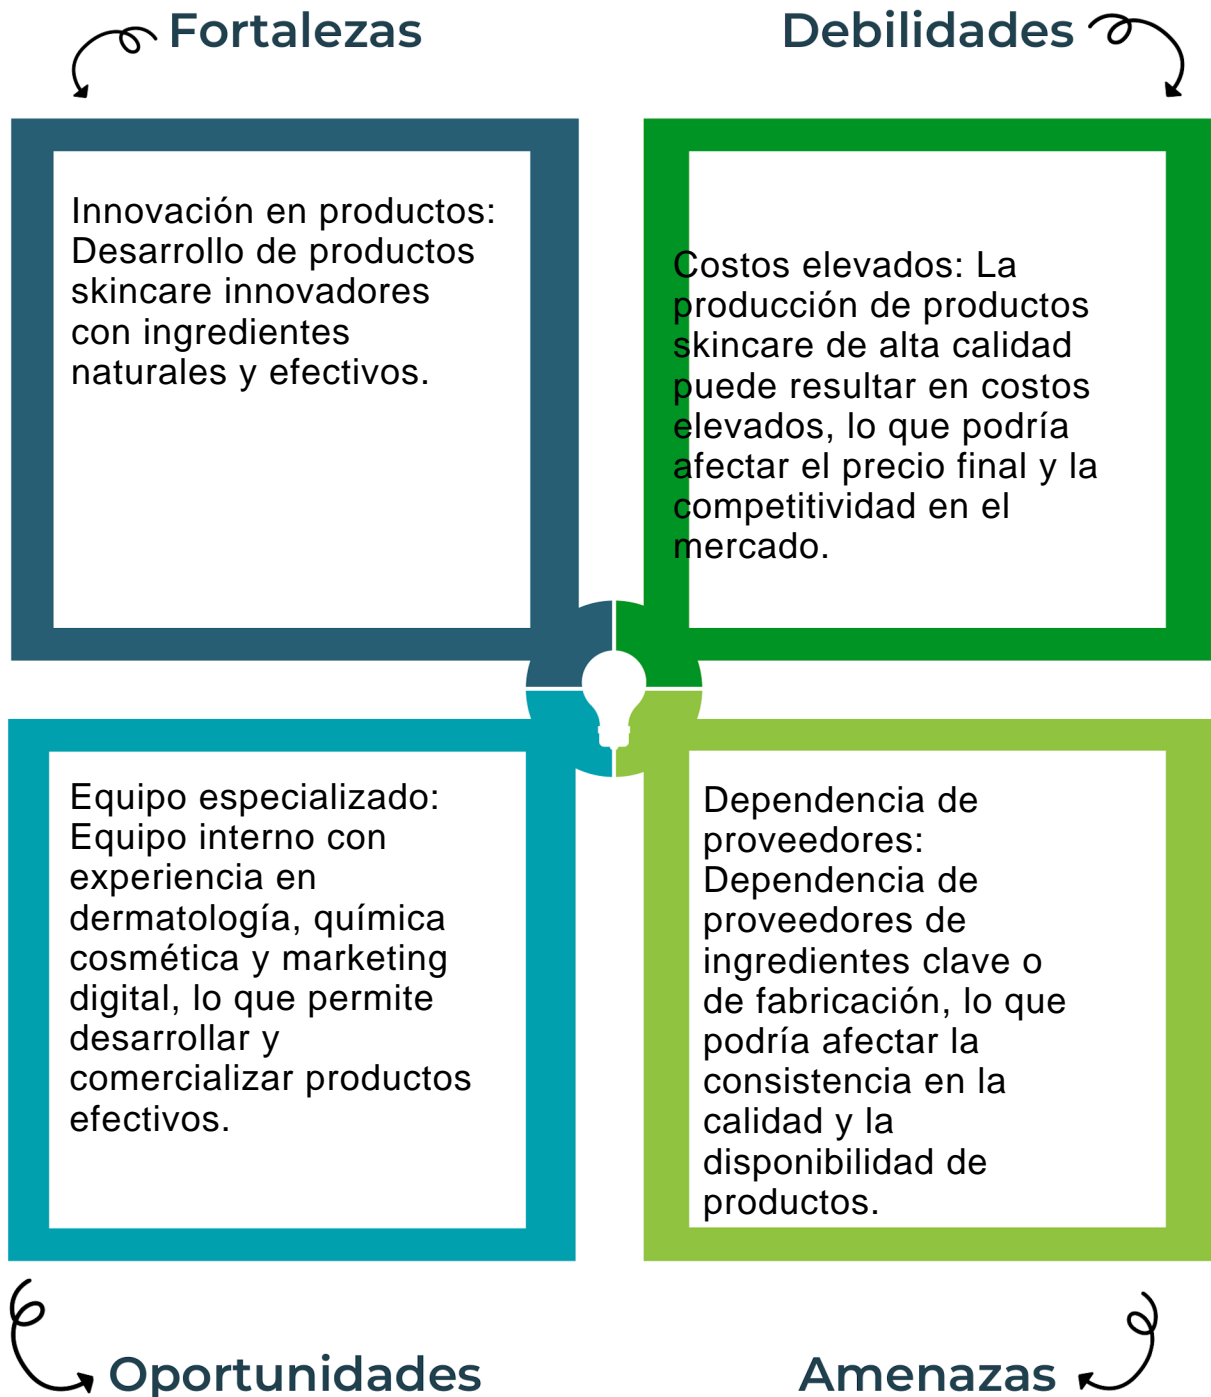 Fortalezas
Debilidades
Innovación en productos:
Desarrollo de productos
skincare innovadores
con ingredientes
naturales y efectivos.
Costos elevados: La
producción de productos
skincare de alta calidad
puede resultar en costos
elevados, lo que podría
afectar el precio final y la
competitividad en el
mercado.
Equipo especializado:
Equipo interno con
experiencia en
dermatología, química
cosmética y marketing
digital, lo que permite
desarrollar y
comercializar productos
efectivos.
Dependencia de
proveedores:
Dependencia de
proveedores de
ingredientes clave o
de fabricación, lo que
podría afectar la
consistencia en la
calidad y la
disponibilidad de
productos.
Oportunidades
Amenazas